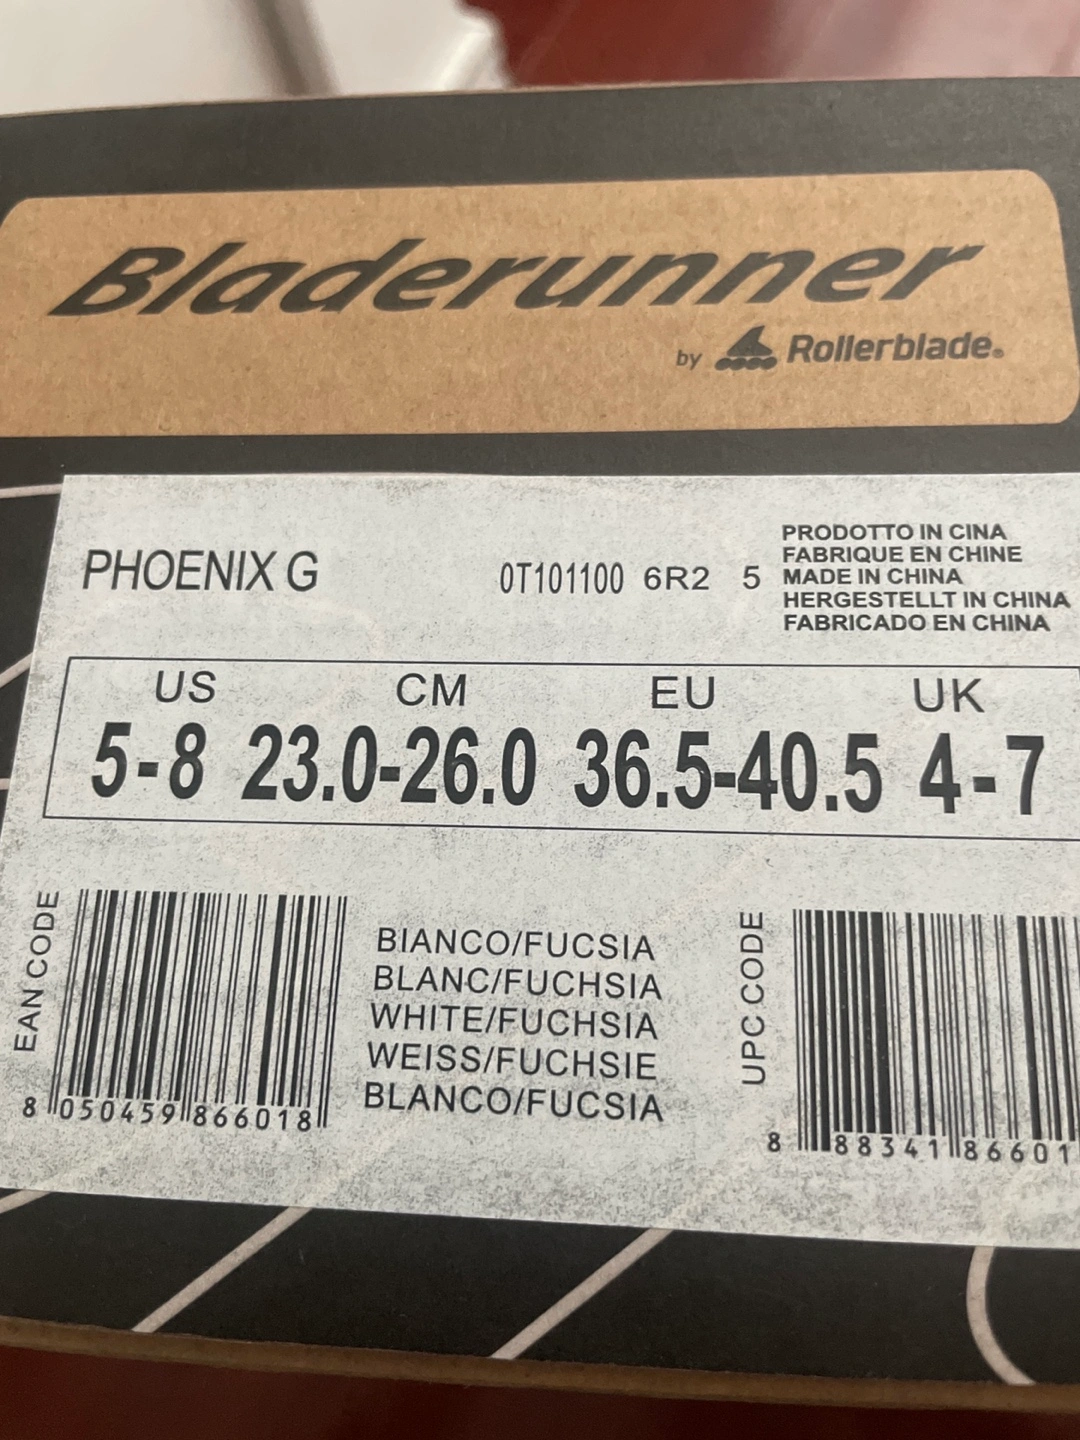 Bladerunner
by Rollerblade®
PHOENIX G
0T101100 6R2 5
PRODOTTO IN CINA
FABRIQUE EN CHINE
MADE IN CHINA
HERGESTELLT IN CHINA
FABRICADO EN CHINA
US CM EU UK
5-8 23.0-26.0 36.5-40.5 4-7
EAN CODE
8 050459 866018
BIANCO/FUCSIA
BLANC/FUCHSIA
WHITE/FUCHSIA
WEISS/FUCHSIE
BLANCO/FUCSIA
UPC CODE
8 88341 86601